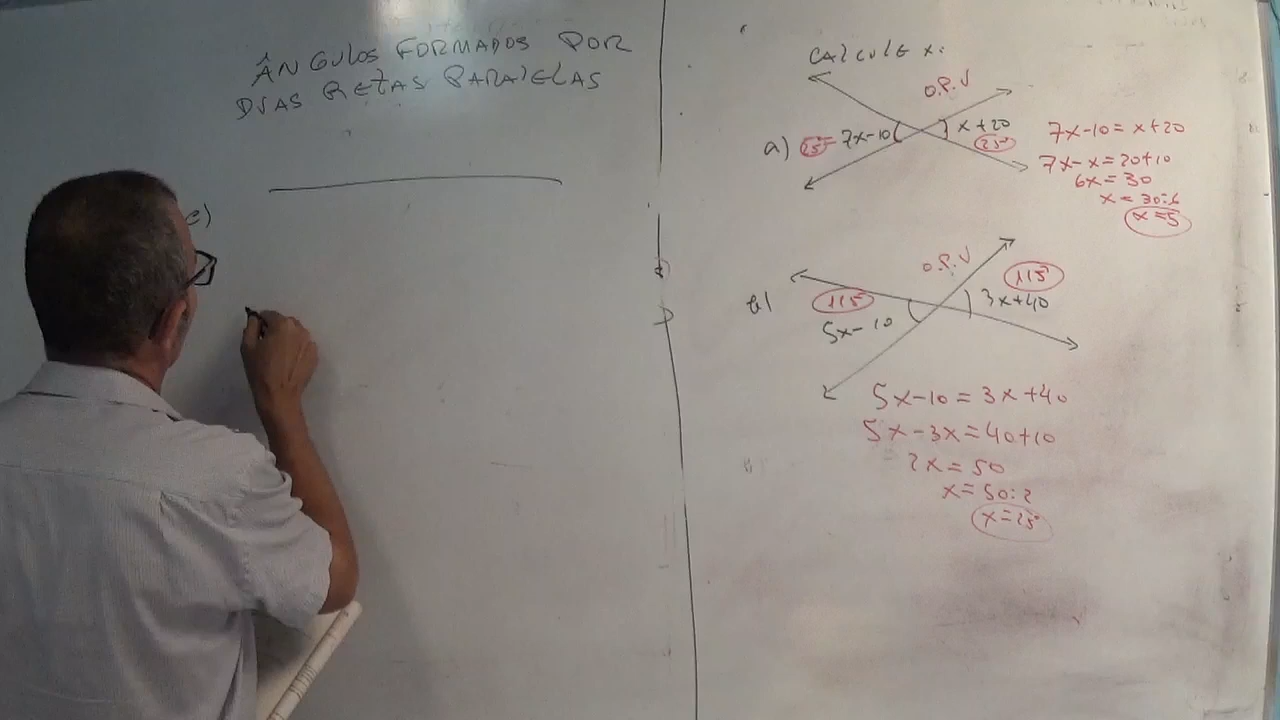 ÂNGULOS FORMADOS POR
DUAS RETAS PARALELAS
c)
CALCULE X:
O.P.V
a) 25° = 7x-10
x+20
25°
7x-10 = x+20
7x-x = 20+10
6x = 30
x = 30:6
x = 5
b)
O.P.V
115°
5x-10
115°
3x+40
5x-10 = 3x+40
5x-3x = 40+10
2x = 50
x = 50:2
x = 25°